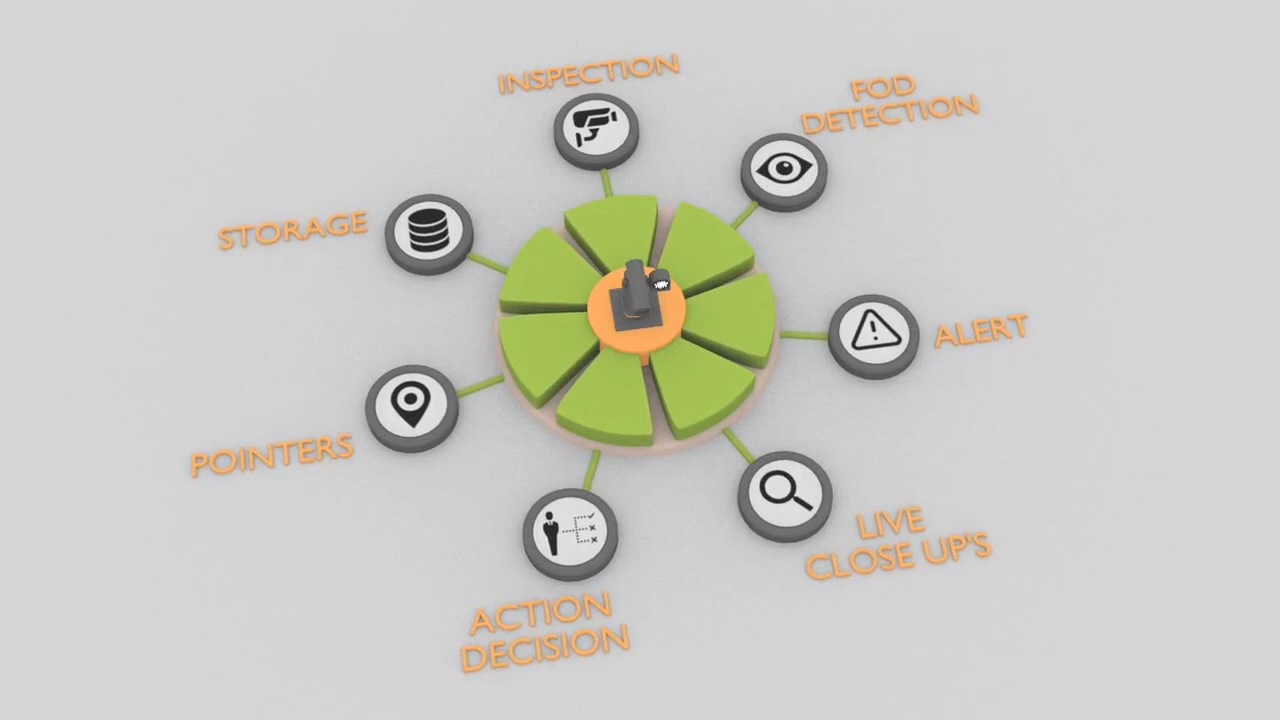 INSPECTION
FOD
DETECTION
STORAGE
ALERT
POINTERS
LIVE
CLOSE UP'S
ACTION
DECISION